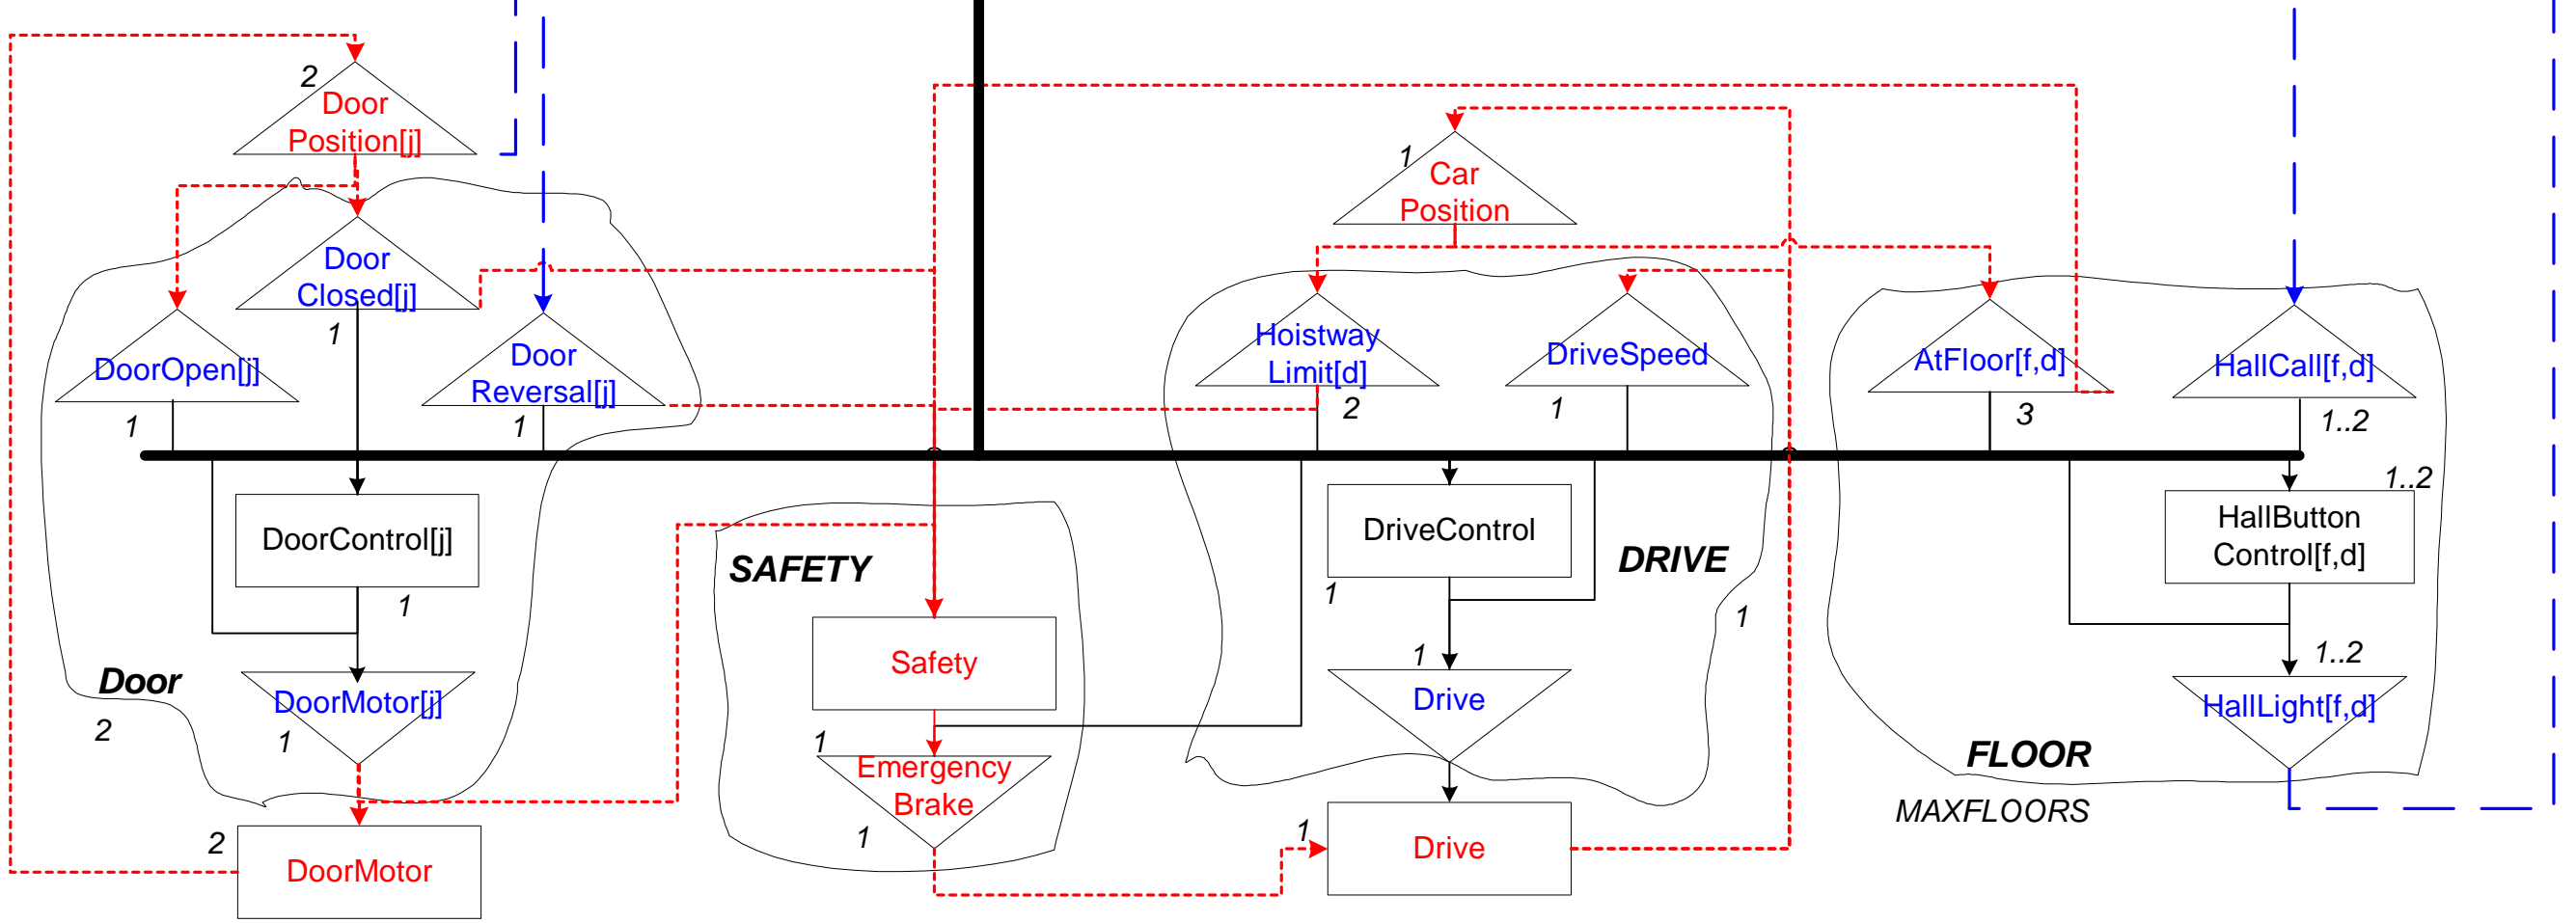 2
Door
Position[j]
1
Car
Position
Door
Closed[j]
1
DoorOpen[j]
1
Door
Reversal[j]
1
Hoistway
Limit[d]
2
DriveSpeed
1
AtFloor[f,d]
3
HallCall[f,d]
1..2
DoorControl[j]
1
SAFETY
DriveControl
1
DRIVE
1
1..2
HallButton
Control[f,d]
Safety
1
Drive
1..2
HallLight[f,d]
Door
2
DoorMotor[j]
1
1
Emergency
Brake
1
FLOOR
MAXFLOORS
2
DoorMotor
1
Drive